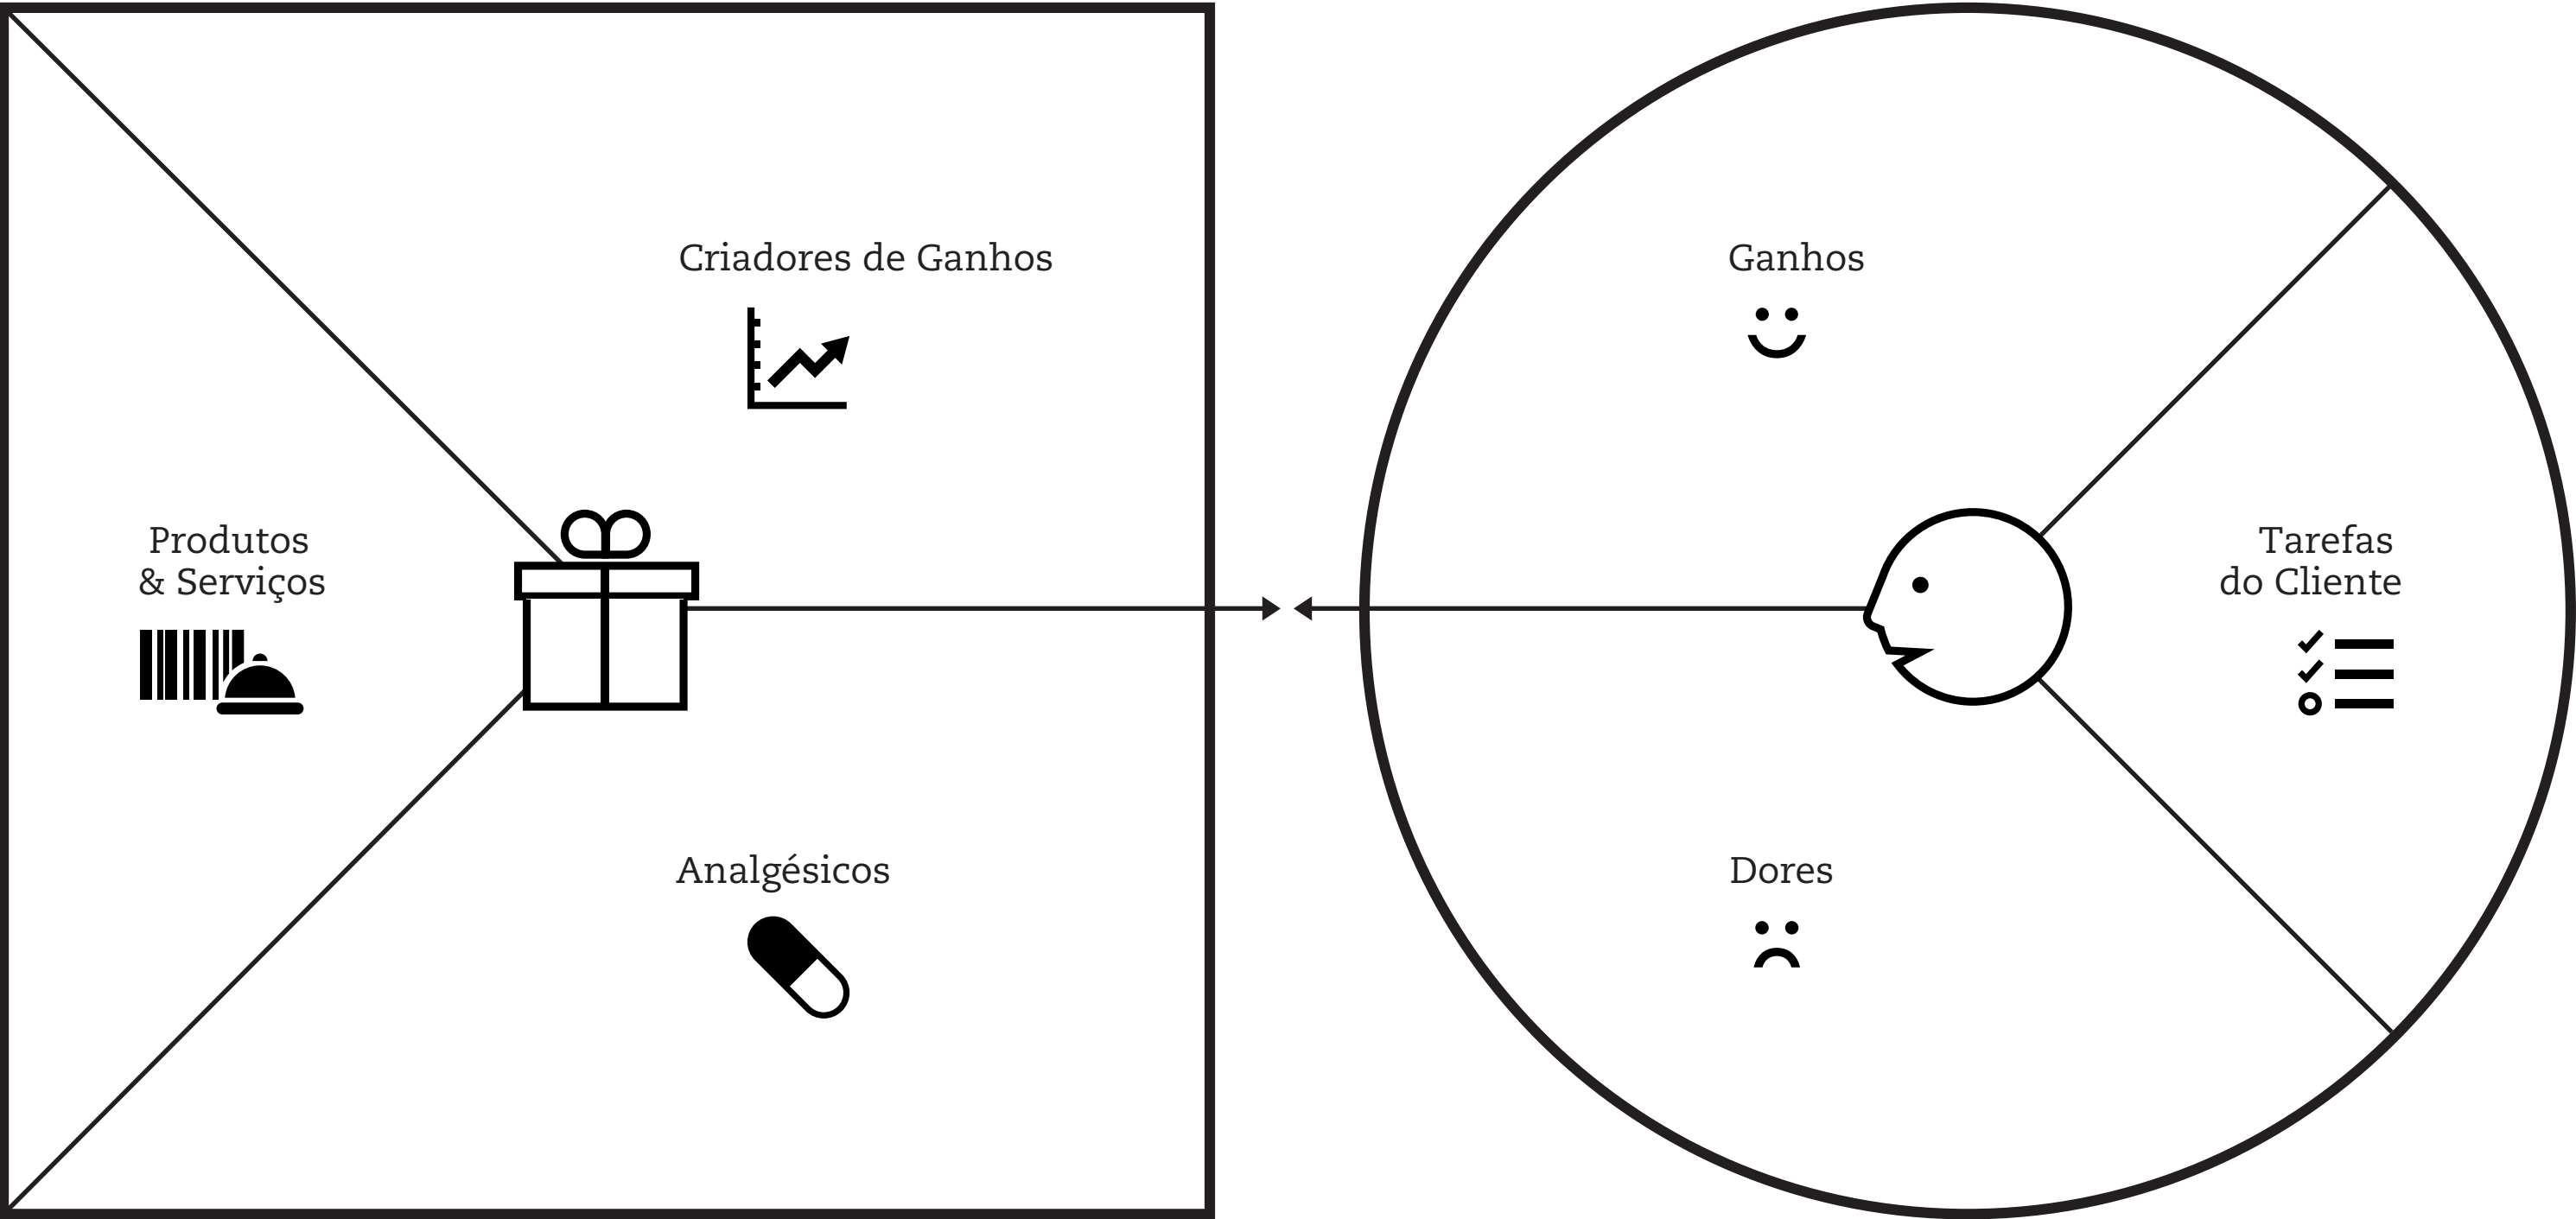 Criadores de Ganhos
Produtos
& Serviços
Analgésicos
Ganhos
Tarefas
do Cliente
Dores